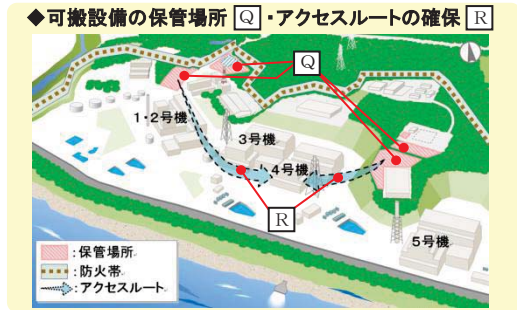 ◆可搬設備の保管場所 Q ・アクセスルートの確保 R
Q
1・2号機
3号機
4号機
R
5号機
:保管場所
:防火帯
:アクセスルート